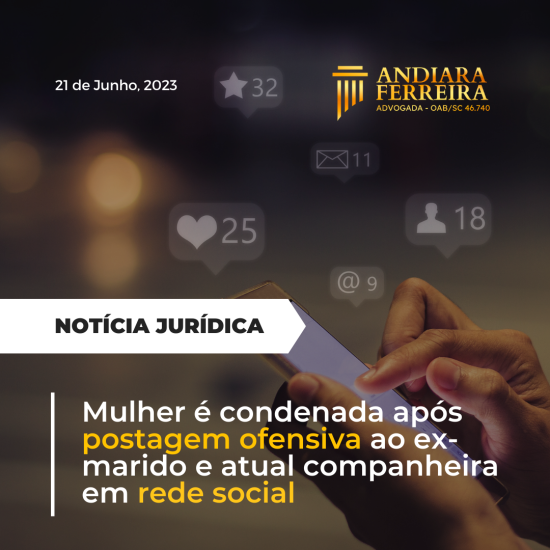 21 de Junho, 2023
ANDIARA
FERREIRA
ADVOGADA - OAB/SC 46.740
32
11
25
18
@ 9
NOTÍCIA JURÍDICA
Mulher é condenada após
postagem ofensiva ao ex-
marido e atual companheira
em rede social